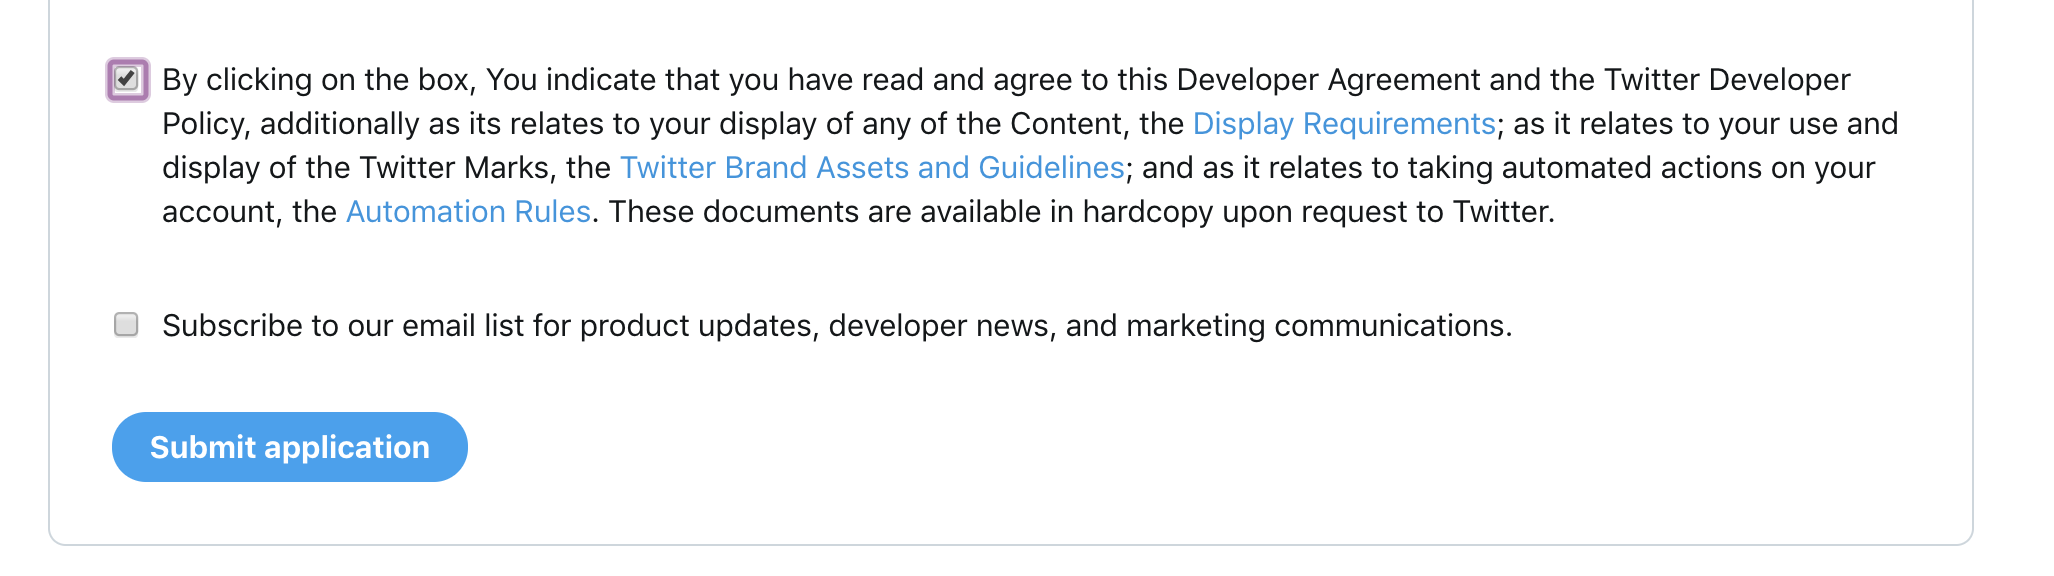 By clicking on the box, You indicate that you have read and agree to this Developer Agreement and the Twitter Developer
Policy, additionally as its relates to your display of any of the Content, the Display Requirements; as it relates to your use and
display of the Twitter Marks, the Twitter Brand Assets and Guidelines; and as it relates to taking automated actions on your
account, the Automation Rules. These documents are available in hardcopy upon request to Twitter.
Subscribe to our email list for product updates, developer news, and marketing communications.
Submit application